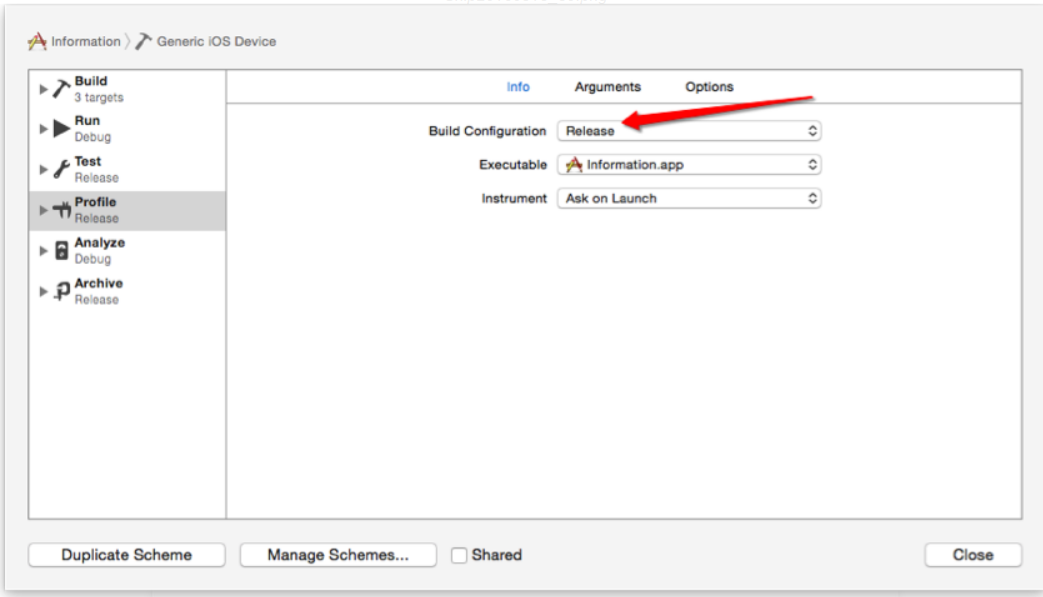 Information 〉 Generic iOS Device
Info Arguments Options
Build
3 targets
Run
Debug
Test
Release
Profile
Release
Analyze
Debug
Archive
Release
Build Configuration Release
Executable Information.app
Instrument Ask on Launch
Duplicate Scheme Manage Schemes... Shared Close